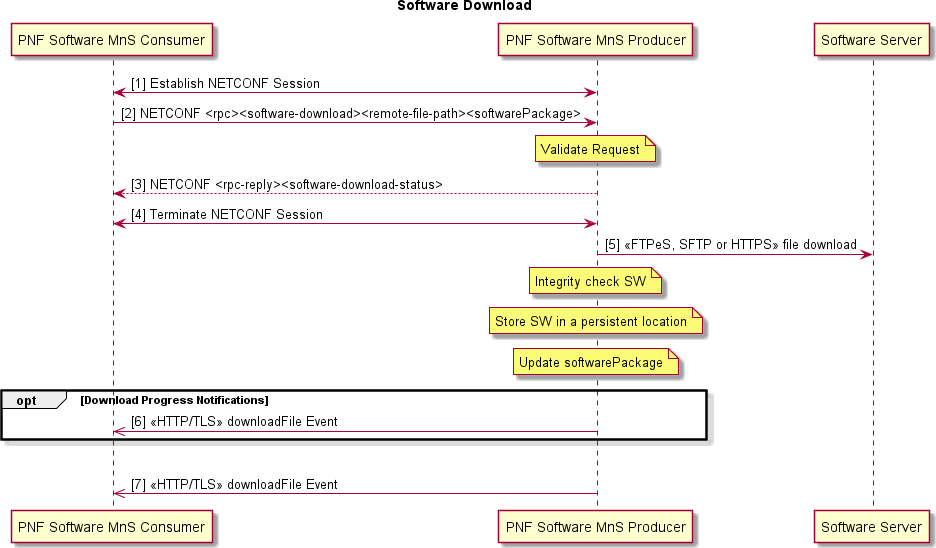 Software Download
PNF Software MnS Consumer
PNF Software MnS Producer
Software Server
[1] Establish NETCONF Session
[2] NETCONF <rpc><software-download><remote-file-path><softwarePackage>
Validate Request
[3] NETCONF <rpc-reply><software-download-status>
[4] Terminate NETCONF Session
[5] «FTPeS, SFTP or HTTPS» file download
Integrity check SW
Store SW in a persistent location
Update softwarePackage
opt [Download Progress Notifications]
[6] «HTTP/TLS» downloadFile Event
[7] «HTTP/TLS» downloadFile Event
PNF Software MnS Consumer
PNF Software MnS Producer
Software Server